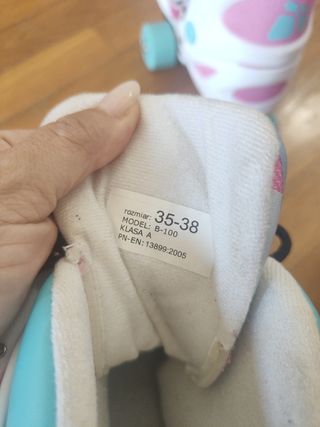 rozmiar: 35-38
MODEL: B-100
KLASA A
PN-EN: 13899:2005